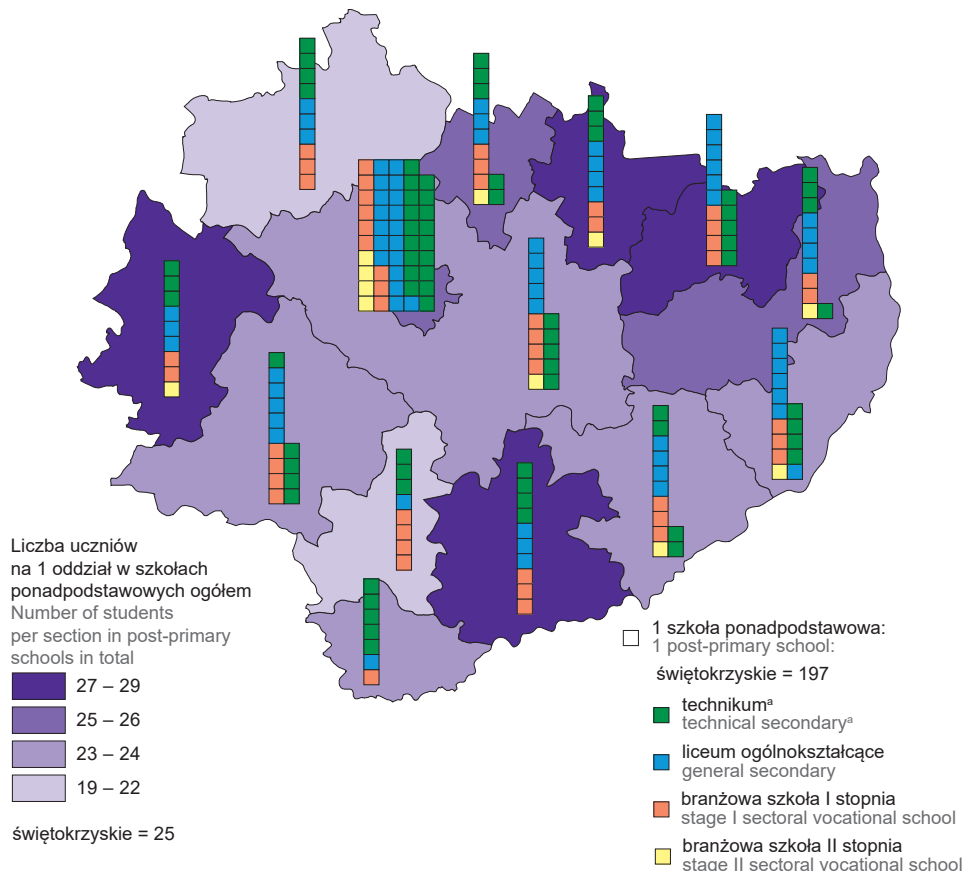 Liczba uczniów
na 1 oddział w szkołach
ponadpodstawowych ogółem
Number of students
per section in post-primary
schools in total
27 – 29
25 – 26
23 – 24
19 – 22
świętokrzyskie = 25
1 szkoła ponadpodstawowa:
1 post-primary school:
świętokrzyskie = 197
technikumᵃ
technical secondaryᵃ
liceum ogólnokształcące
general secondary
branżowa szkoła I stopnia
stage I sectoral vocational school
branżowa szkoła II stopnia
stage II sectoral vocational school